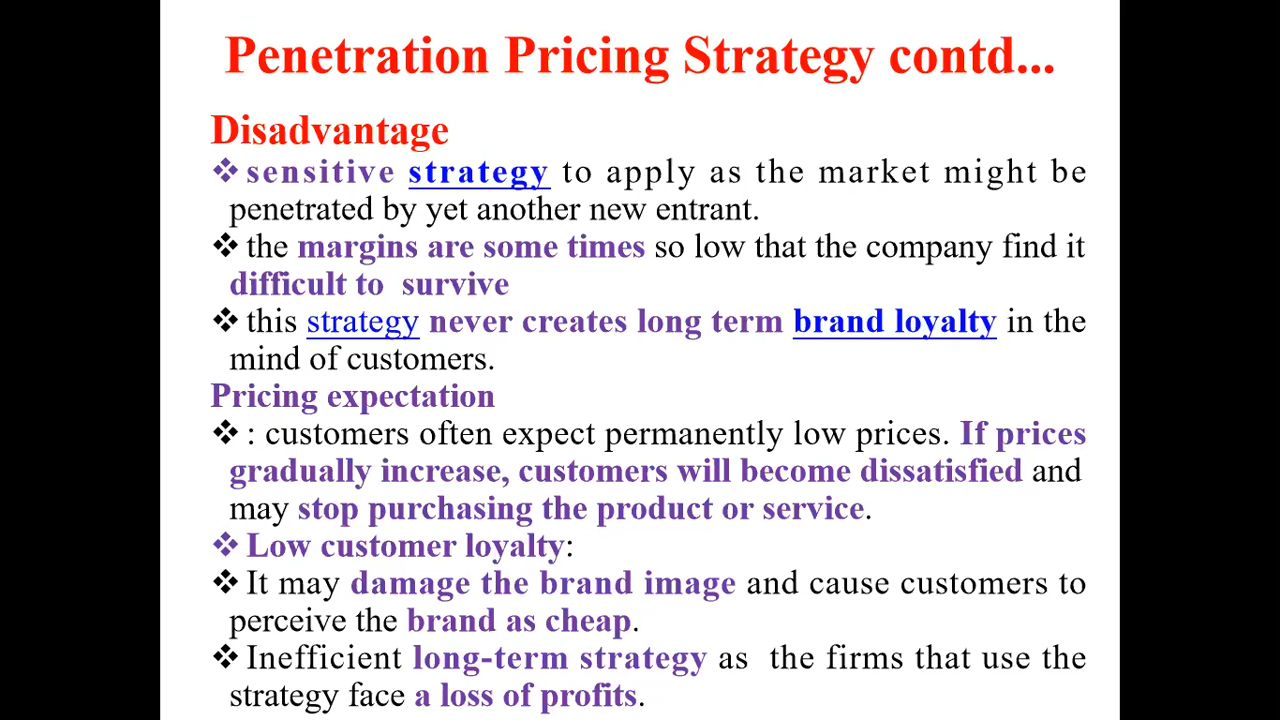 Penetration Pricing Strategy contd...
Disadvantage
❖ sensitive strategy to apply as the market might be
penetrated by yet another new entrant.
❖ the margins are some times so low that the company find it
difficult to survive
❖ this strategy never creates long term brand loyalty in the
mind of customers.
Pricing expectation
❖ : customers often expect permanently low prices. If prices
gradually increase, customers will become dissatisfied and
may stop purchasing the product or service.
❖ Low customer loyalty:
❖ It may damage the brand image and cause customers to
perceive the brand as cheap.
❖ Inefficient long-term strategy as the firms that use the
strategy face a loss of profits.